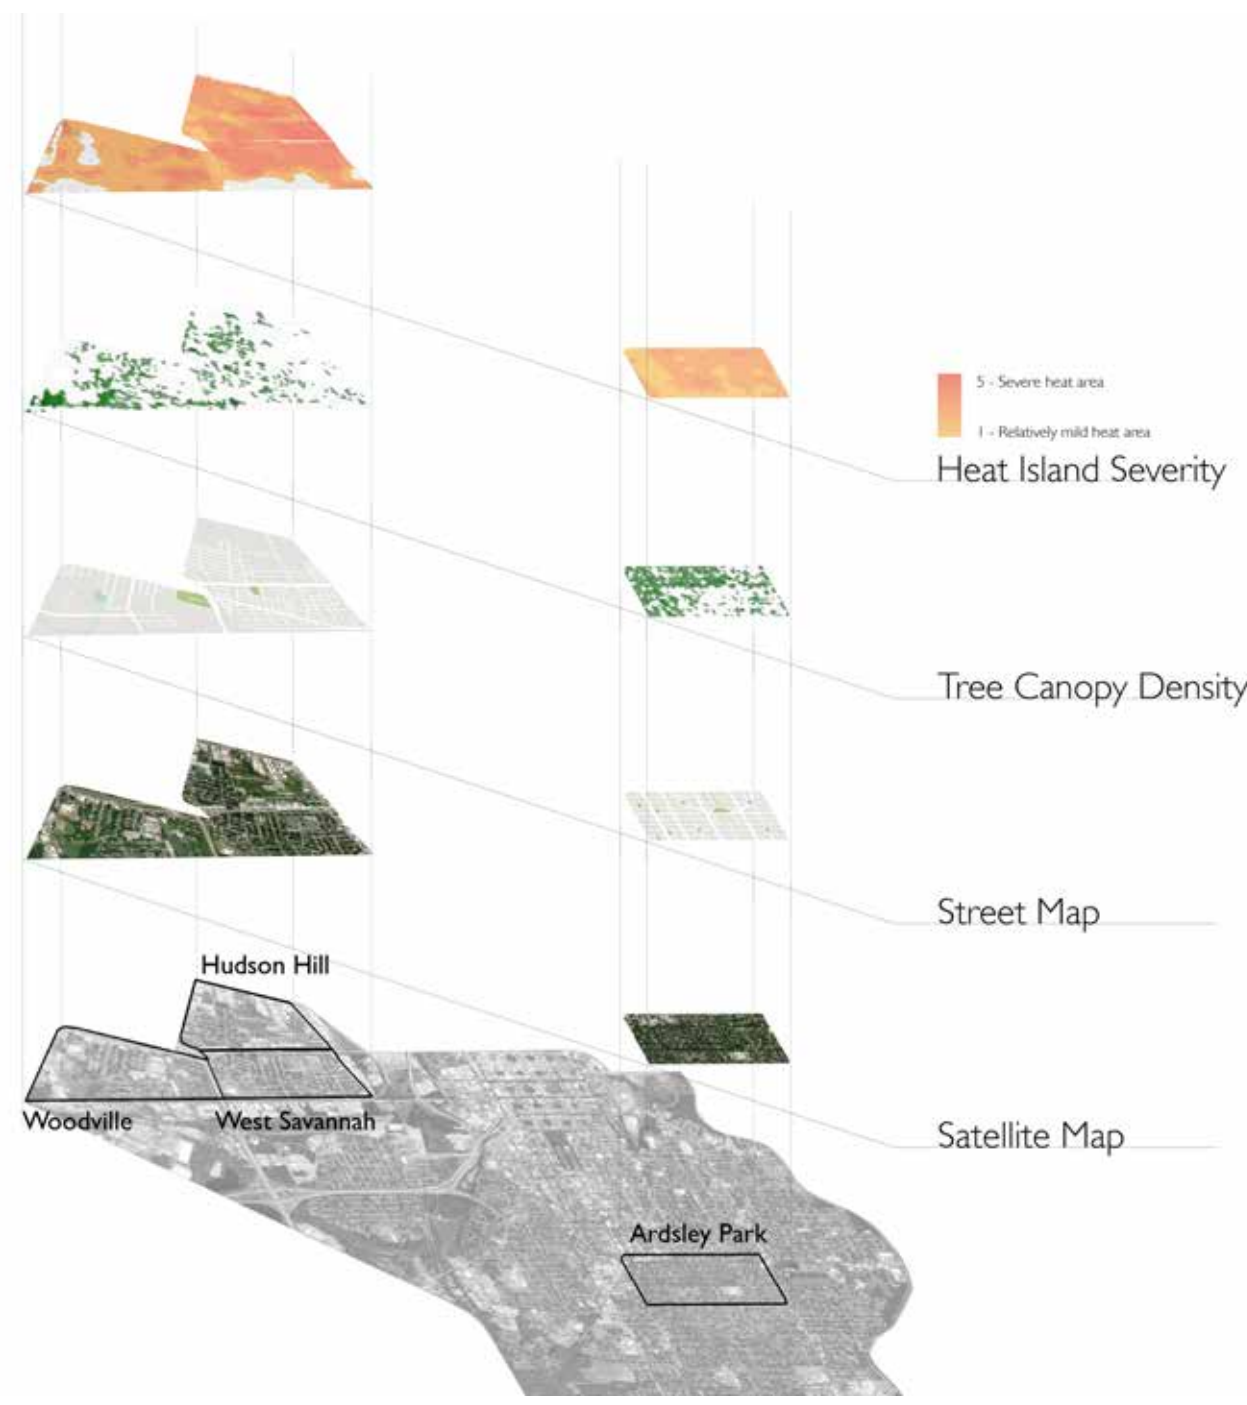 5 - Severe heat area
1 - Relatively mild heat area
Heat Island Severity
Tree Canopy Density
Street Map
Hudson Hill
Woodville
West Savannah
Satellite Map
Ardsley Park